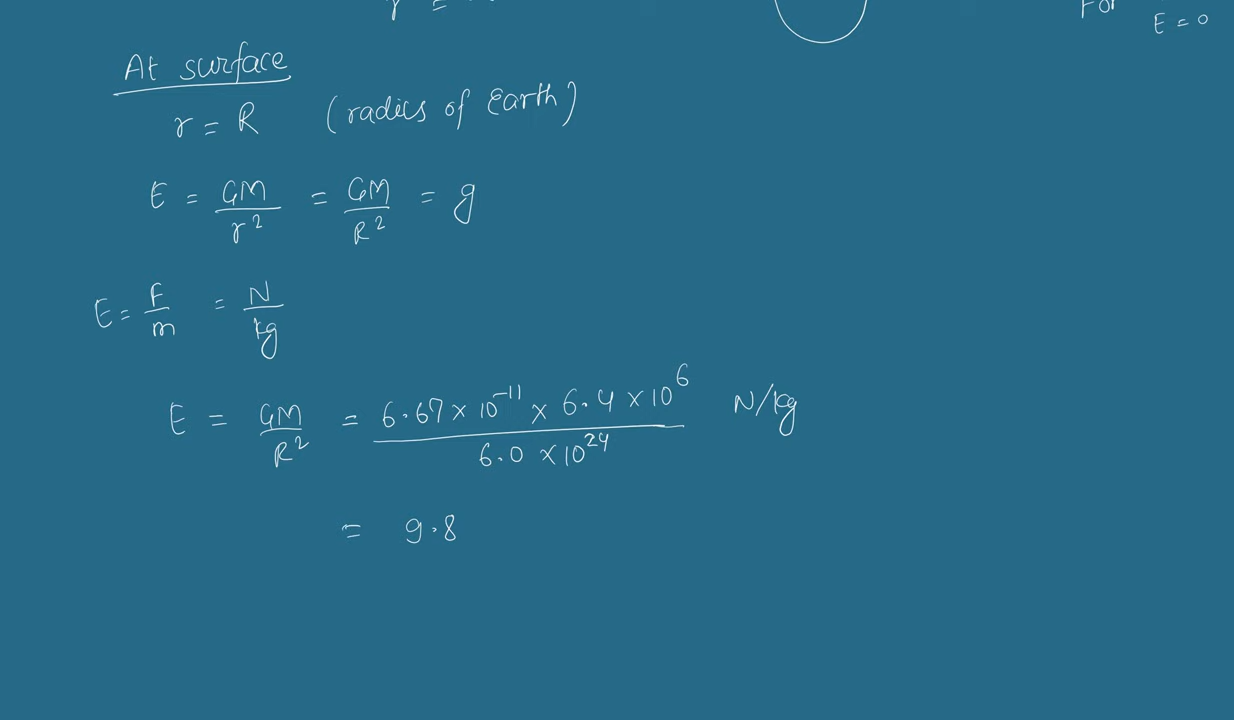 r =
For
E = 0
At surface
r = R (radius of Earth)
E = GM/r² = GM/R² = g
E = F/m = N/kg
E = GM/R² = 6.67 × 10⁻¹¹ × 6.4 × 10⁶ / 6.0 × 10²⁴ N/kg
= 9.8